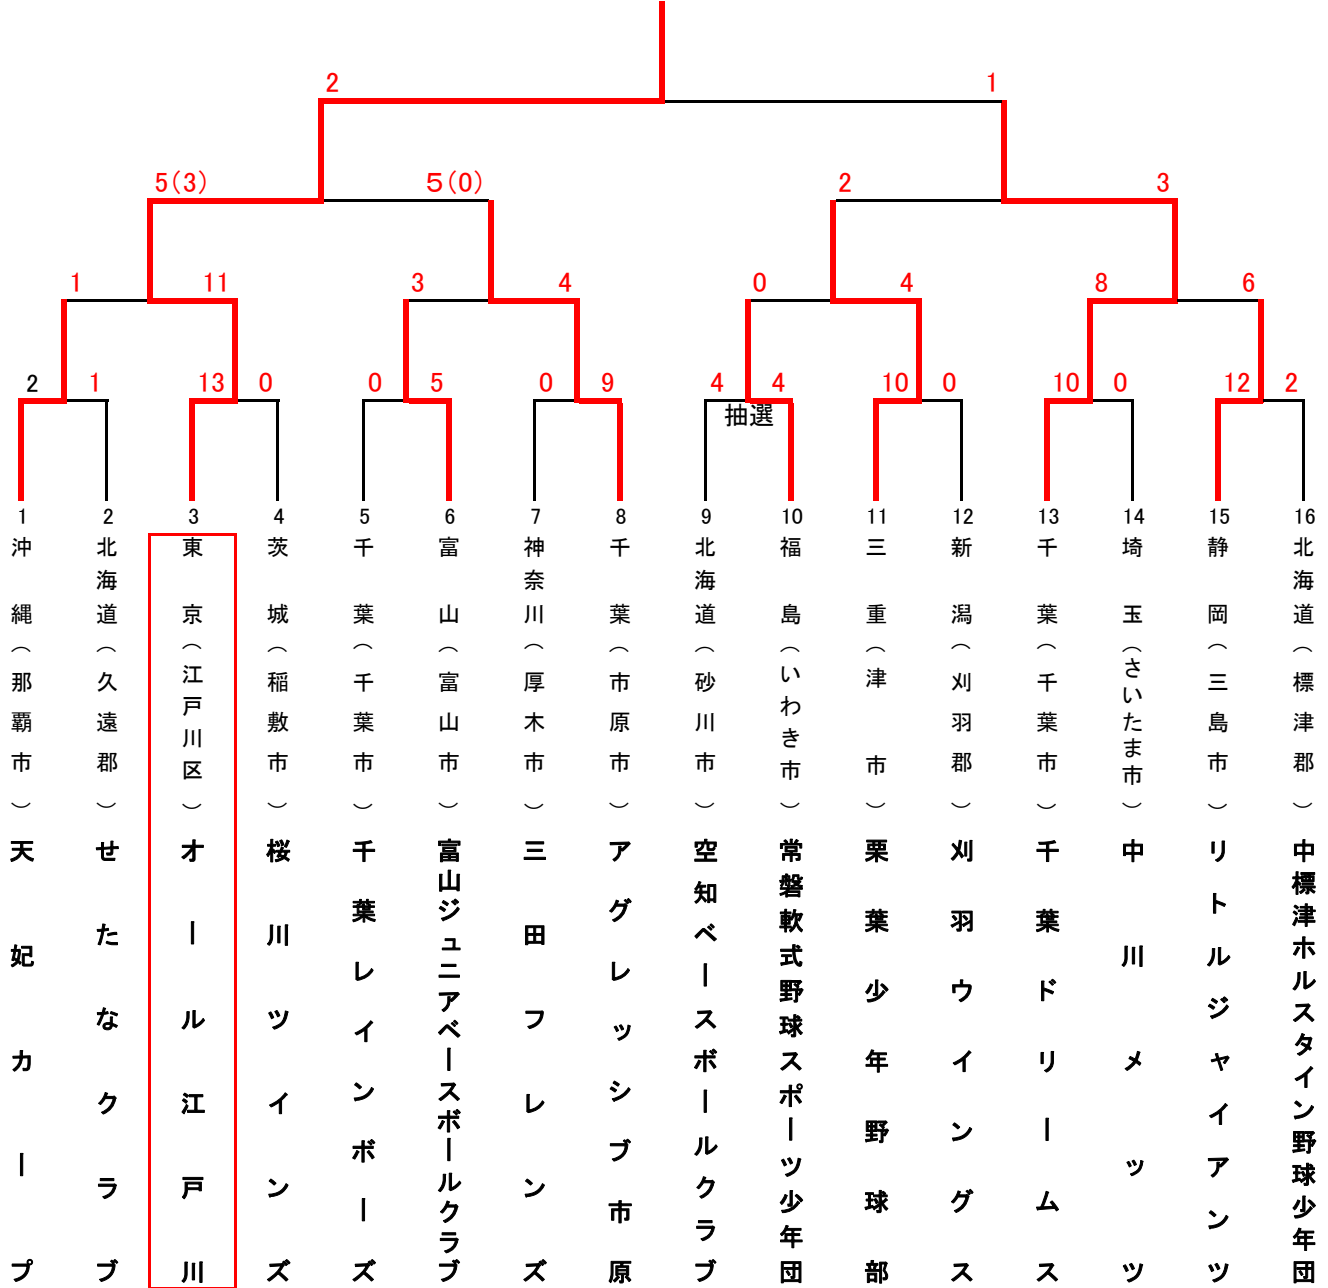 2 1
5(3) 5(0) 2 3
1 11 3 4 0 4 8 6
2 1 13 0 0 5 0 9 4 4 10 0 10 0 12 2
抽選
1 沖縄(那覇市) 天妃カープ
2 北海道(久遠郡) せたなクラブ
3 東京(江戸川区) オール江戸川
4 茨城(稲敷市) 桜川ツインズ
5 千葉(千葉市) 千葉レインボーズ
6 富山(富山市) 富山ジュニアベースボールクラブ
7 神奈川(厚木市) 三田フレンズ
8 千葉(市原市) アグレッシブ市原
9 北海道(砂川市) 空知ベースボールクラブ
10 福島(いわき市) 常磐軟式野球スポーツ少年団
11 三重(津市) 栗葉少年野球部
12 新潟(刈羽郡) 刈羽ウイングス
13 千葉(千葉市) 千葉ドリームス
14 埼玉(さいたま市) 中川メッツ
15 静岡(三島市) リトルジャイアンツ
16 北海道(標津郡) 中標津ホルスタイン野球少年団